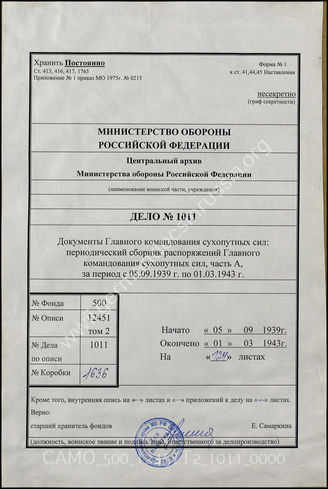 Хранить Постоянно
Форма № 1
Ст. 413, 416, 417, 1765
к ст. 41,44,45 Наставления
Приложение № 1 приказ МО 1975г. № 0215
несекретно
(гриф секретности)
МИНИСТЕРСТВО ОБОРОНЫ
РОССИЙСКОЙ ФЕДЕРАЦИИ
Центральный архив
Министерства обороны Российской Федерации
(наименование воинской части, учреждения)
ДЕЛО № 1011
Документы Главного командования сухопутных сил:
периодический сборник распоряжений Главного
командования сухопутных сил, часть А,
за период с 05.09.1939 г. по 01.03.1943 г.
№ Фонда 500
№ Описи 12451
том 2
№ Дела 1011
по описи
№ Коробки 1636
Начато « 05 » 09 1939г.
Окончено « 01 » 03 1943г.
На листах
Кроме того, внутренняя опись на «–» листах и «–» приложений к делу на «–» листах.
Верно:
старший хранитель фондов Е. Самаркина
(должность, воинское звание и подпись лица, ответственного за делопроизводство)